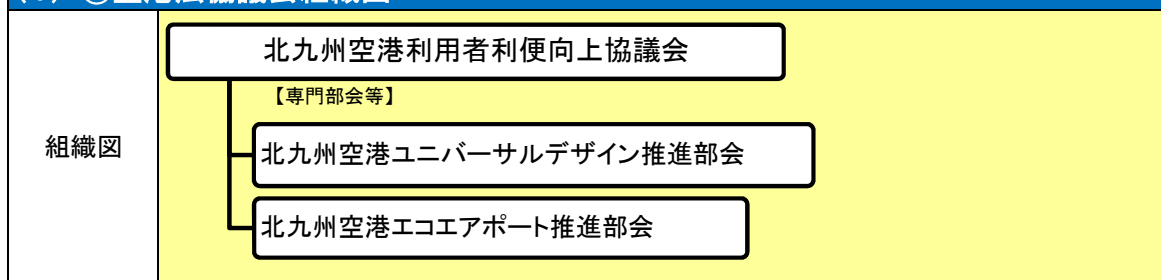 組織図
北九州空港利用者利便向上協議会
【専門部会等】
北九州空港ユニバーサルデザイン推進部会
北九州空港エコエアポート推進部会